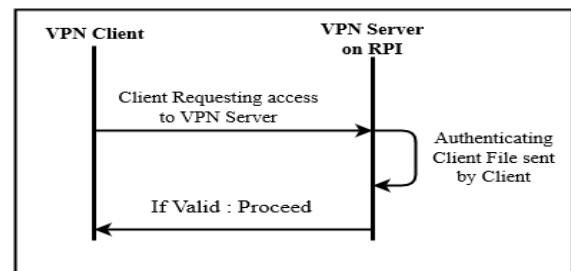 VPN Client
VPN Server
on RPI
Client Requesting access
to VPN Server
Authenticating
Client File sent
by Client
If Valid : Proceed